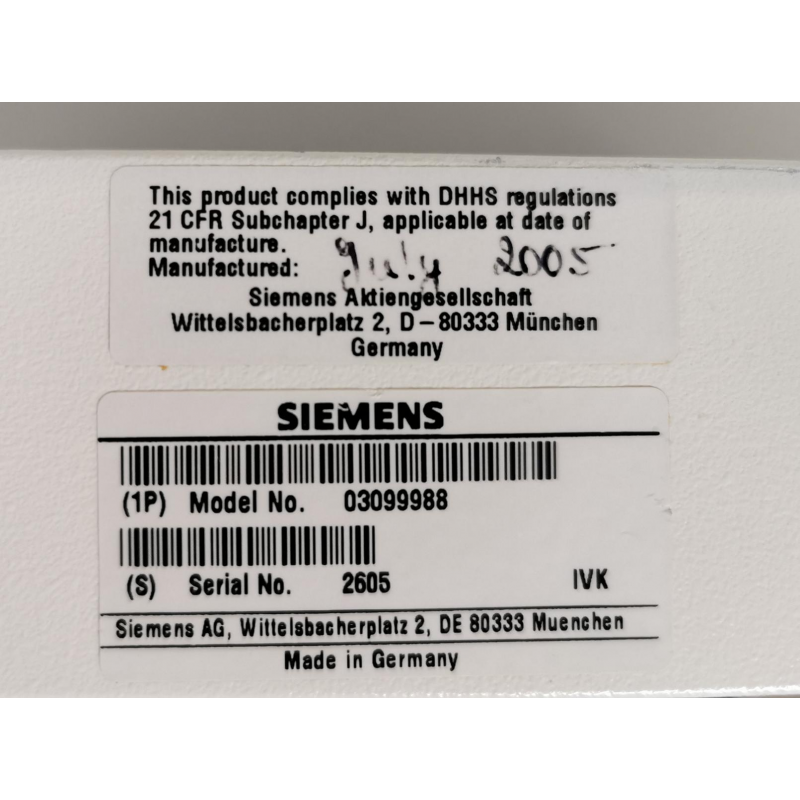 This product complies with DHHS regulations
21 CFR Subchapter J, applicable at date of
manufacture.
Manufactured: July 2005
Siemens Aktiengesellschaft
Wittelsbacherplatz 2, D – 80333 München
Germany
SIEMENS
(1P) Model No. 03099988
(S) Serial No. 2605 IVK
Siemens AG, Wittelsbacherplatz 2, DE 80333 Muenchen
Made in Germany